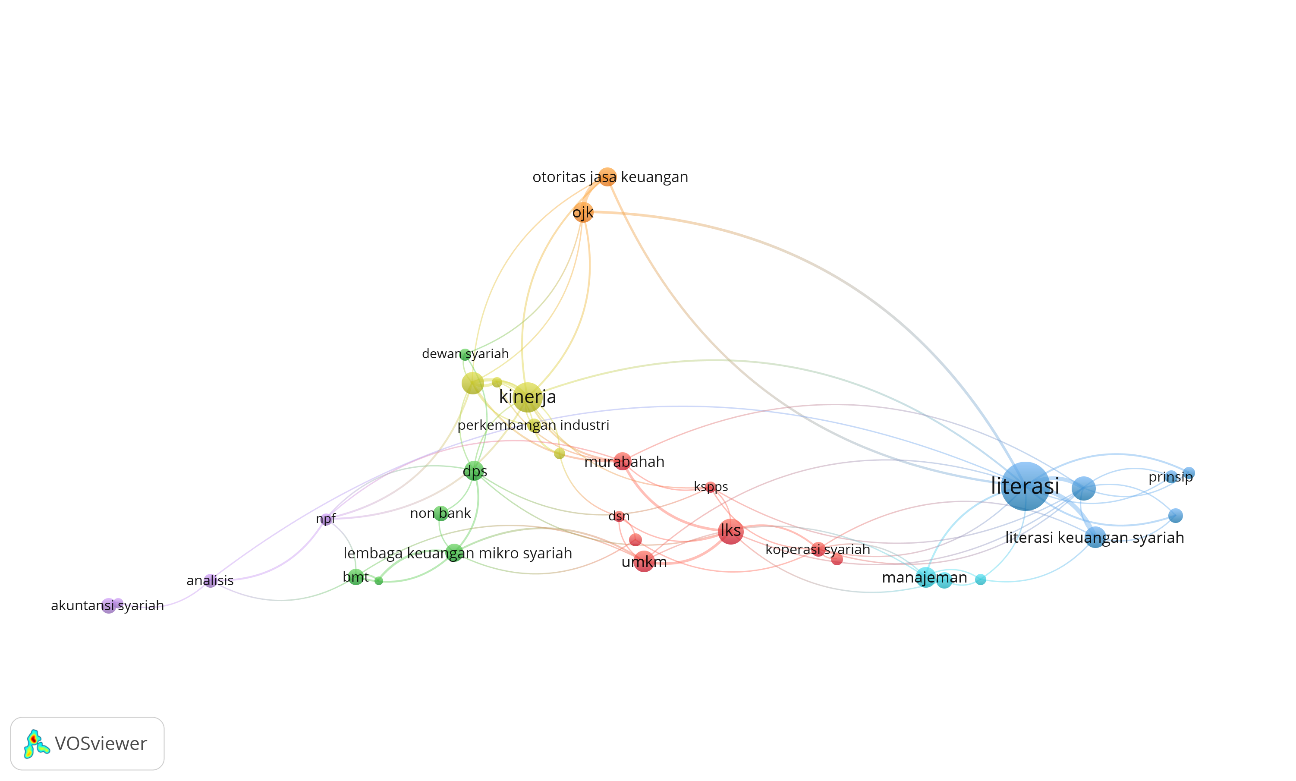 otoritas jasa keuangan
ojk
dewan syariah
kinerja
perkembangan industri
murabahah
dps
prinsip
literasi
kspps
non bank
dsn
npf
lks
literasi keuangan syariah
koperasi syariah
lembaga keuangan mikro syariah
umkm
bmt
manajeman
analisis
akuntansi syariah
VOSviewer